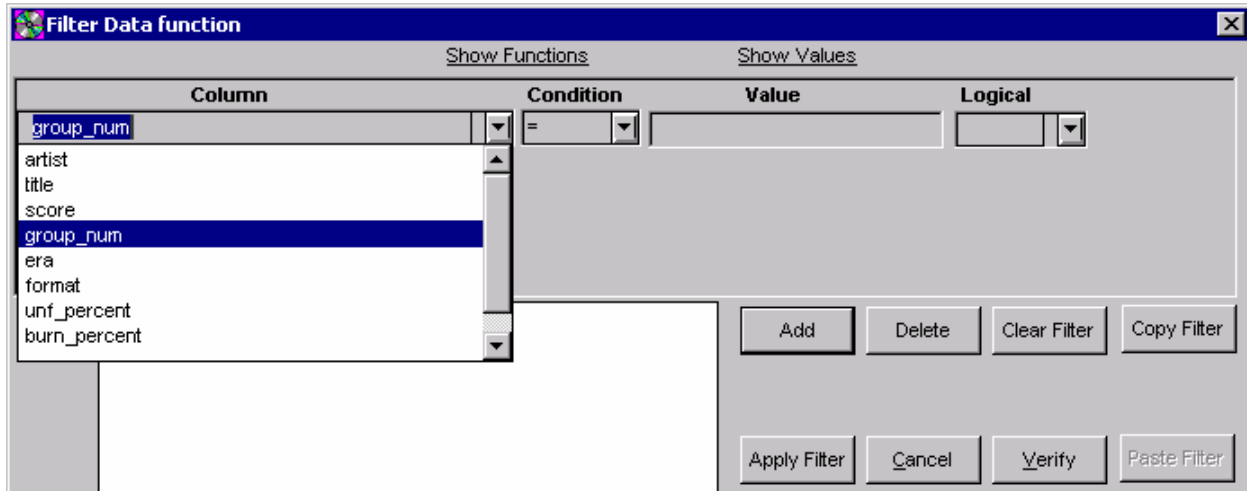 Filter Data function
Show Functions Show Values
Column Condition Value Logical
group_num =
artist
title
score
group_num
era
format
unf_percent
burn_percent
Add Delete Clear Filter Copy Filter
Apply Filter Cancel Verify Paste Filter